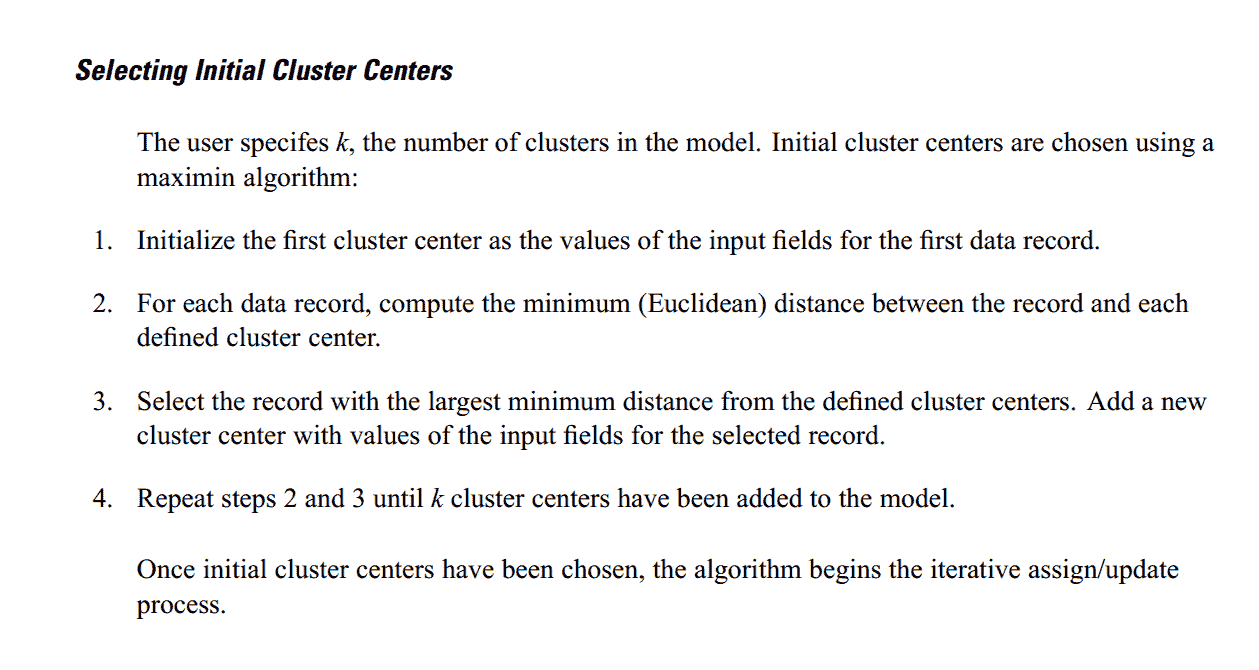 Selecting Initial Cluster Centers
The user specifes k, the number of clusters in the model. Initial cluster centers are chosen using a
maximin algorithm:
1. Initialize the first cluster center as the values of the input fields for the first data record.
2. For each data record, compute the minimum (Euclidean) distance between the record and each
defined cluster center.
3. Select the record with the largest minimum distance from the defined cluster centers. Add a new
cluster center with values of the input fields for the selected record.
4. Repeat steps 2 and 3 until k cluster centers have been added to the model.
Once initial cluster centers have been chosen, the algorithm begins the iterative assign/update
process.